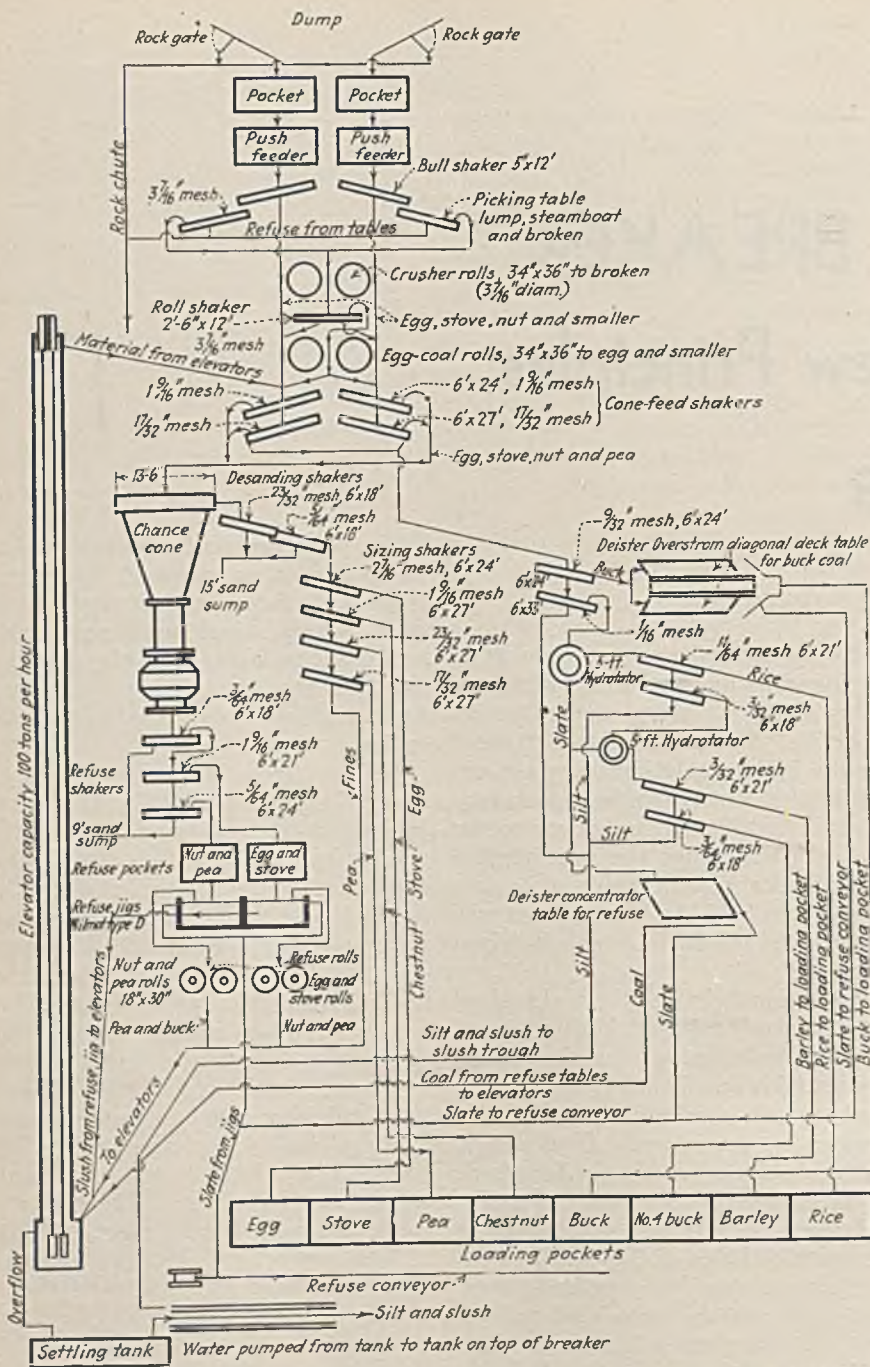 Dump
Rock gate
Rock gate
Pocket
Pocket
Push
feeder
Push
feeder
Rock chute
Bull shaker 5"x12'
3 7/16" mesh
Picking table
lump, steamboat
and broken
Refuse from tables
Crusher rolls, 34"x36" to broken
(3 7/16" diam.)
Roll shaker
2'-6"x12'
3 7/16" mesh
Egg, stove, nut and smaller
Material from elevators
Egg-coal rolls, 34"x36" to egg and smaller
1 9/16" mesh
17/32" mesh
6'x24', 1 9/16" mesh
6'x27', 17/32" mesh
Cone-feed shakers
Egg, stove, nut and pea
13-6
Desanding shakers
23/32" mesh, 6'x18'
5/64" mesh
6'x18'
Chance
cone
15' sand
sump
Sizing shakers
2 7/16" mesh, 6'x24'
1 9/16" mesh
6'x27'
23/32" mesh
6'x27'
17/32" mesh
6'x27"
9/32" mesh, 6'x24'
Deister Overstrom diagonal deck table
for buck coal
6'x24'
6'x33'
Buck
1/16" mesh
11/64" mesh 6'x21'
5-ft.
Hydrotator
Rice
3/32" mesh
6"x18"
5-ft. Hydrotator
3/32" mesh
6'x21'
3/64" mesh
6'x18'
Slate
Silt
Silt
3/64" mesh
6'x18'
1 9/16" mesh
6'x21'
5/64" mesh
6'x24'
Refuse
shakers
9' sand
sump
Refuse pockets
Nut and
pea
Egg and
stove
Refuse jigs
Wilmot type D
Nut and
pea rolls
18"x30"
Refuse rolls
Egg and
stove rolls
Pea and buck
Nut and pea
Fines
Pea
Egg
Stove
Chestnut
Deister concentrator
table for refuse
Silt
Coal
Slate
Elevator capacity 100 tons per hour
Slush from refuse jig to elevators
To elevators
Slate from jigs
Silt and slush to
slush trough
Coal from refuse tables
to elevators
Slate to refuse conveyor
Barley to loading pocket
Rice to loading pocket
Slate to refuse conveyor
Buck to loading pocket
Egg
Stove
Pea
Chestnut
Buck
No.4 buck
Barley
Rice
Loading pockets
Refuse conveyor
Overflow
Silt and slush
Settling tank
Water pumped from tank to tank on top of breaker